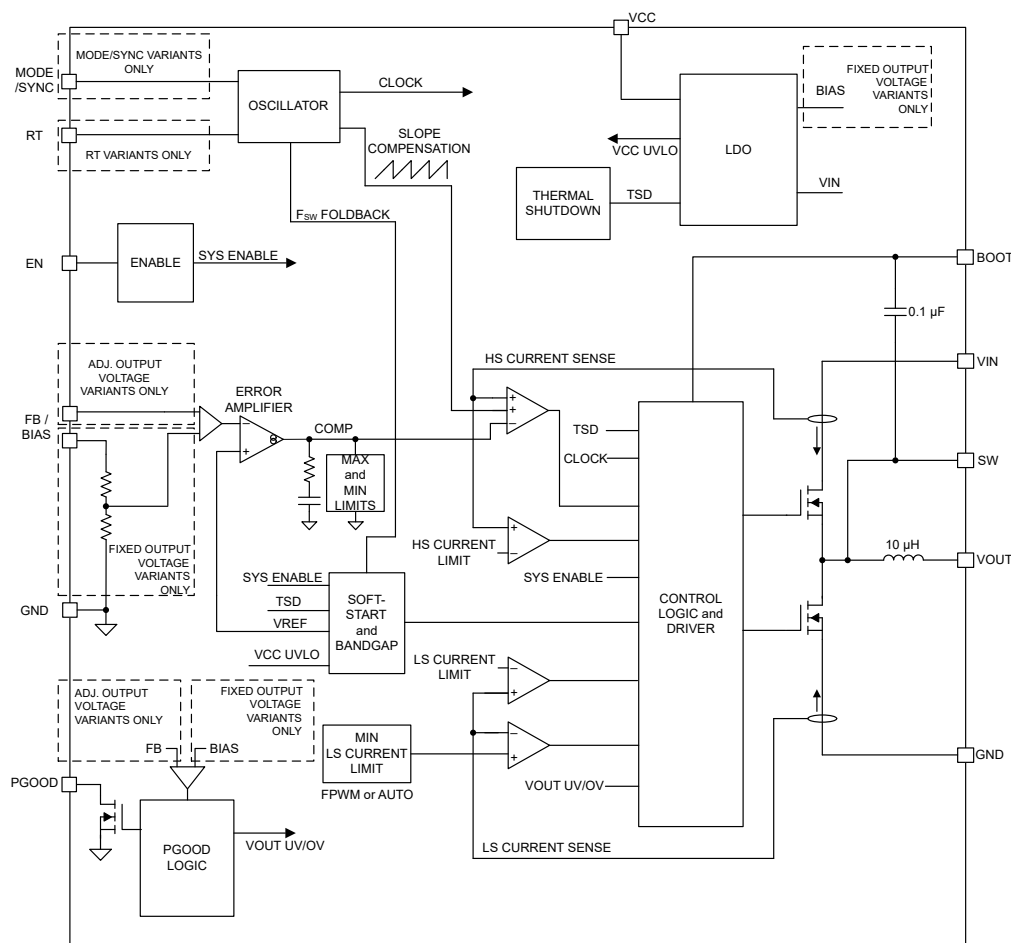 VCC
MODE/SYNC VARIANTS
ONLY
MODE
/SYNC
OSCILLATOR
CLOCK
FIXED OUTPUT
VOLTAGE
VARIANTS
ONLY
BIAS
RT
RT VARIANTS ONLY
SLOPE
COMPENSATION
VCC UVLO
LDO
THERMAL
SHUTDOWN
TSD
VIN
FSW FOLDBACK
EN
ENABLE
SYS ENABLE
BOOT
0.1 µF
ADJ. OUTPUT
VOLTAGE
VARIANTS ONLY
HS CURRENT SENSE
VIN
ERROR
AMPLIFIER
FB /
BIAS
−
+
COMP
+
+
−
TSD
CLOCK
SW
MAX
and
MIN
LIMITS
HS CURRENT
LIMIT
+
−
10 µH
VOUT
FIXED OUTPUT
VOLTAGE
VARIANTS
ONLY
SYS ENABLE
SYS ENABLE
TSD
VREF
VCC UVLO
SOFT-
START
and
BANDGAP
CONTROL
LOGIC and
DRIVER
GND
LS CURRENT
LIMIT
−
+
ADJ. OUTPUT
VOLTAGE
VARIANTS ONLY
FIXED OUTPUT
VOLTAGE
VARIANTS
ONLY
MIN
LS CURRENT
LIMIT
−
+
FB
BIAS
GND
PGOOD
FPWM or AUTO
VOUT UV/OV
PGOOD
LOGIC
VOUT UV/OV
LS CURRENT SENSE